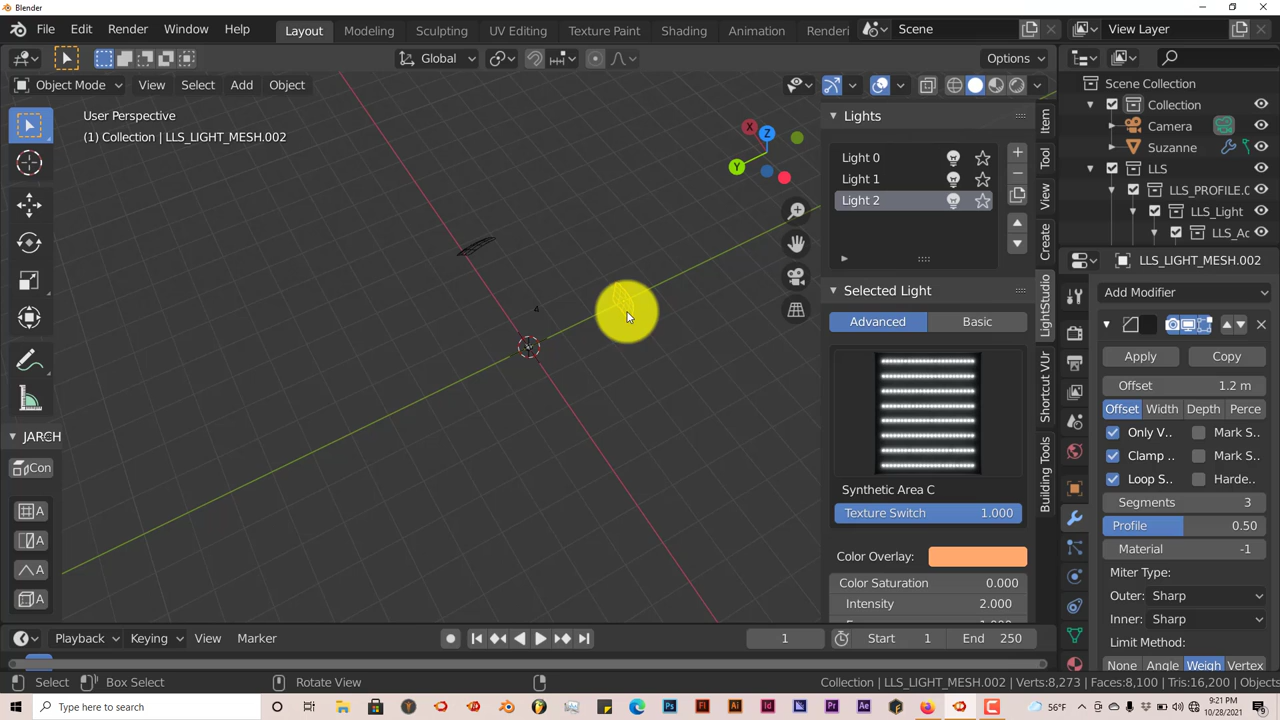 Blender
File Edit Render Window Help Layout Modeling Sculpting UV Editing Texture Paint Shading Animation Renderi Scene View Layer
Global Options
Object Mode View Select Add Object
User Perspective
(1) Collection | LLS_LIGHT_MESH.002
X Z Y
Lights
Light 0
Light 1
Light 2
Selected Light
Advanced Basic
Synthetic Area C
Texture Switch 1.000
Color Overlay:
Color Saturation 0.000
Intensity 2.000
Item
Tool
View
Create
LightStudio
Shortcut VUr
Building Tools
Scene Collection
Collection
Camera
Suzanne
LLS
LLS_PROFILE.0
LLS_Light
LLS_Ac
LLS_LIGHT_MESH.002
Add Modifier
Apply Copy
Offset 1.2 m
Offset Width Depth Perce
Only V.. Mark S..
Clamp .. Mark S..
Loop S.. Harde..
Segments 3
Profile 0.50
Material -1
Miter Type:
Outer: Sharp
Inner: Sharp
Limit Method:
None Angle Weigh Vertex
JARCH
Con
A
A
A
A
Playback Keying View Marker 1 Start 1 End 250
Select Box Select Rotate View Collection | LLS_LIGHT_MESH.002 | Verts:8,273 | Faces:8,100 | Tris:16,200 | Objects
Type here to search 56°F 9:21 PM
10/28/2021